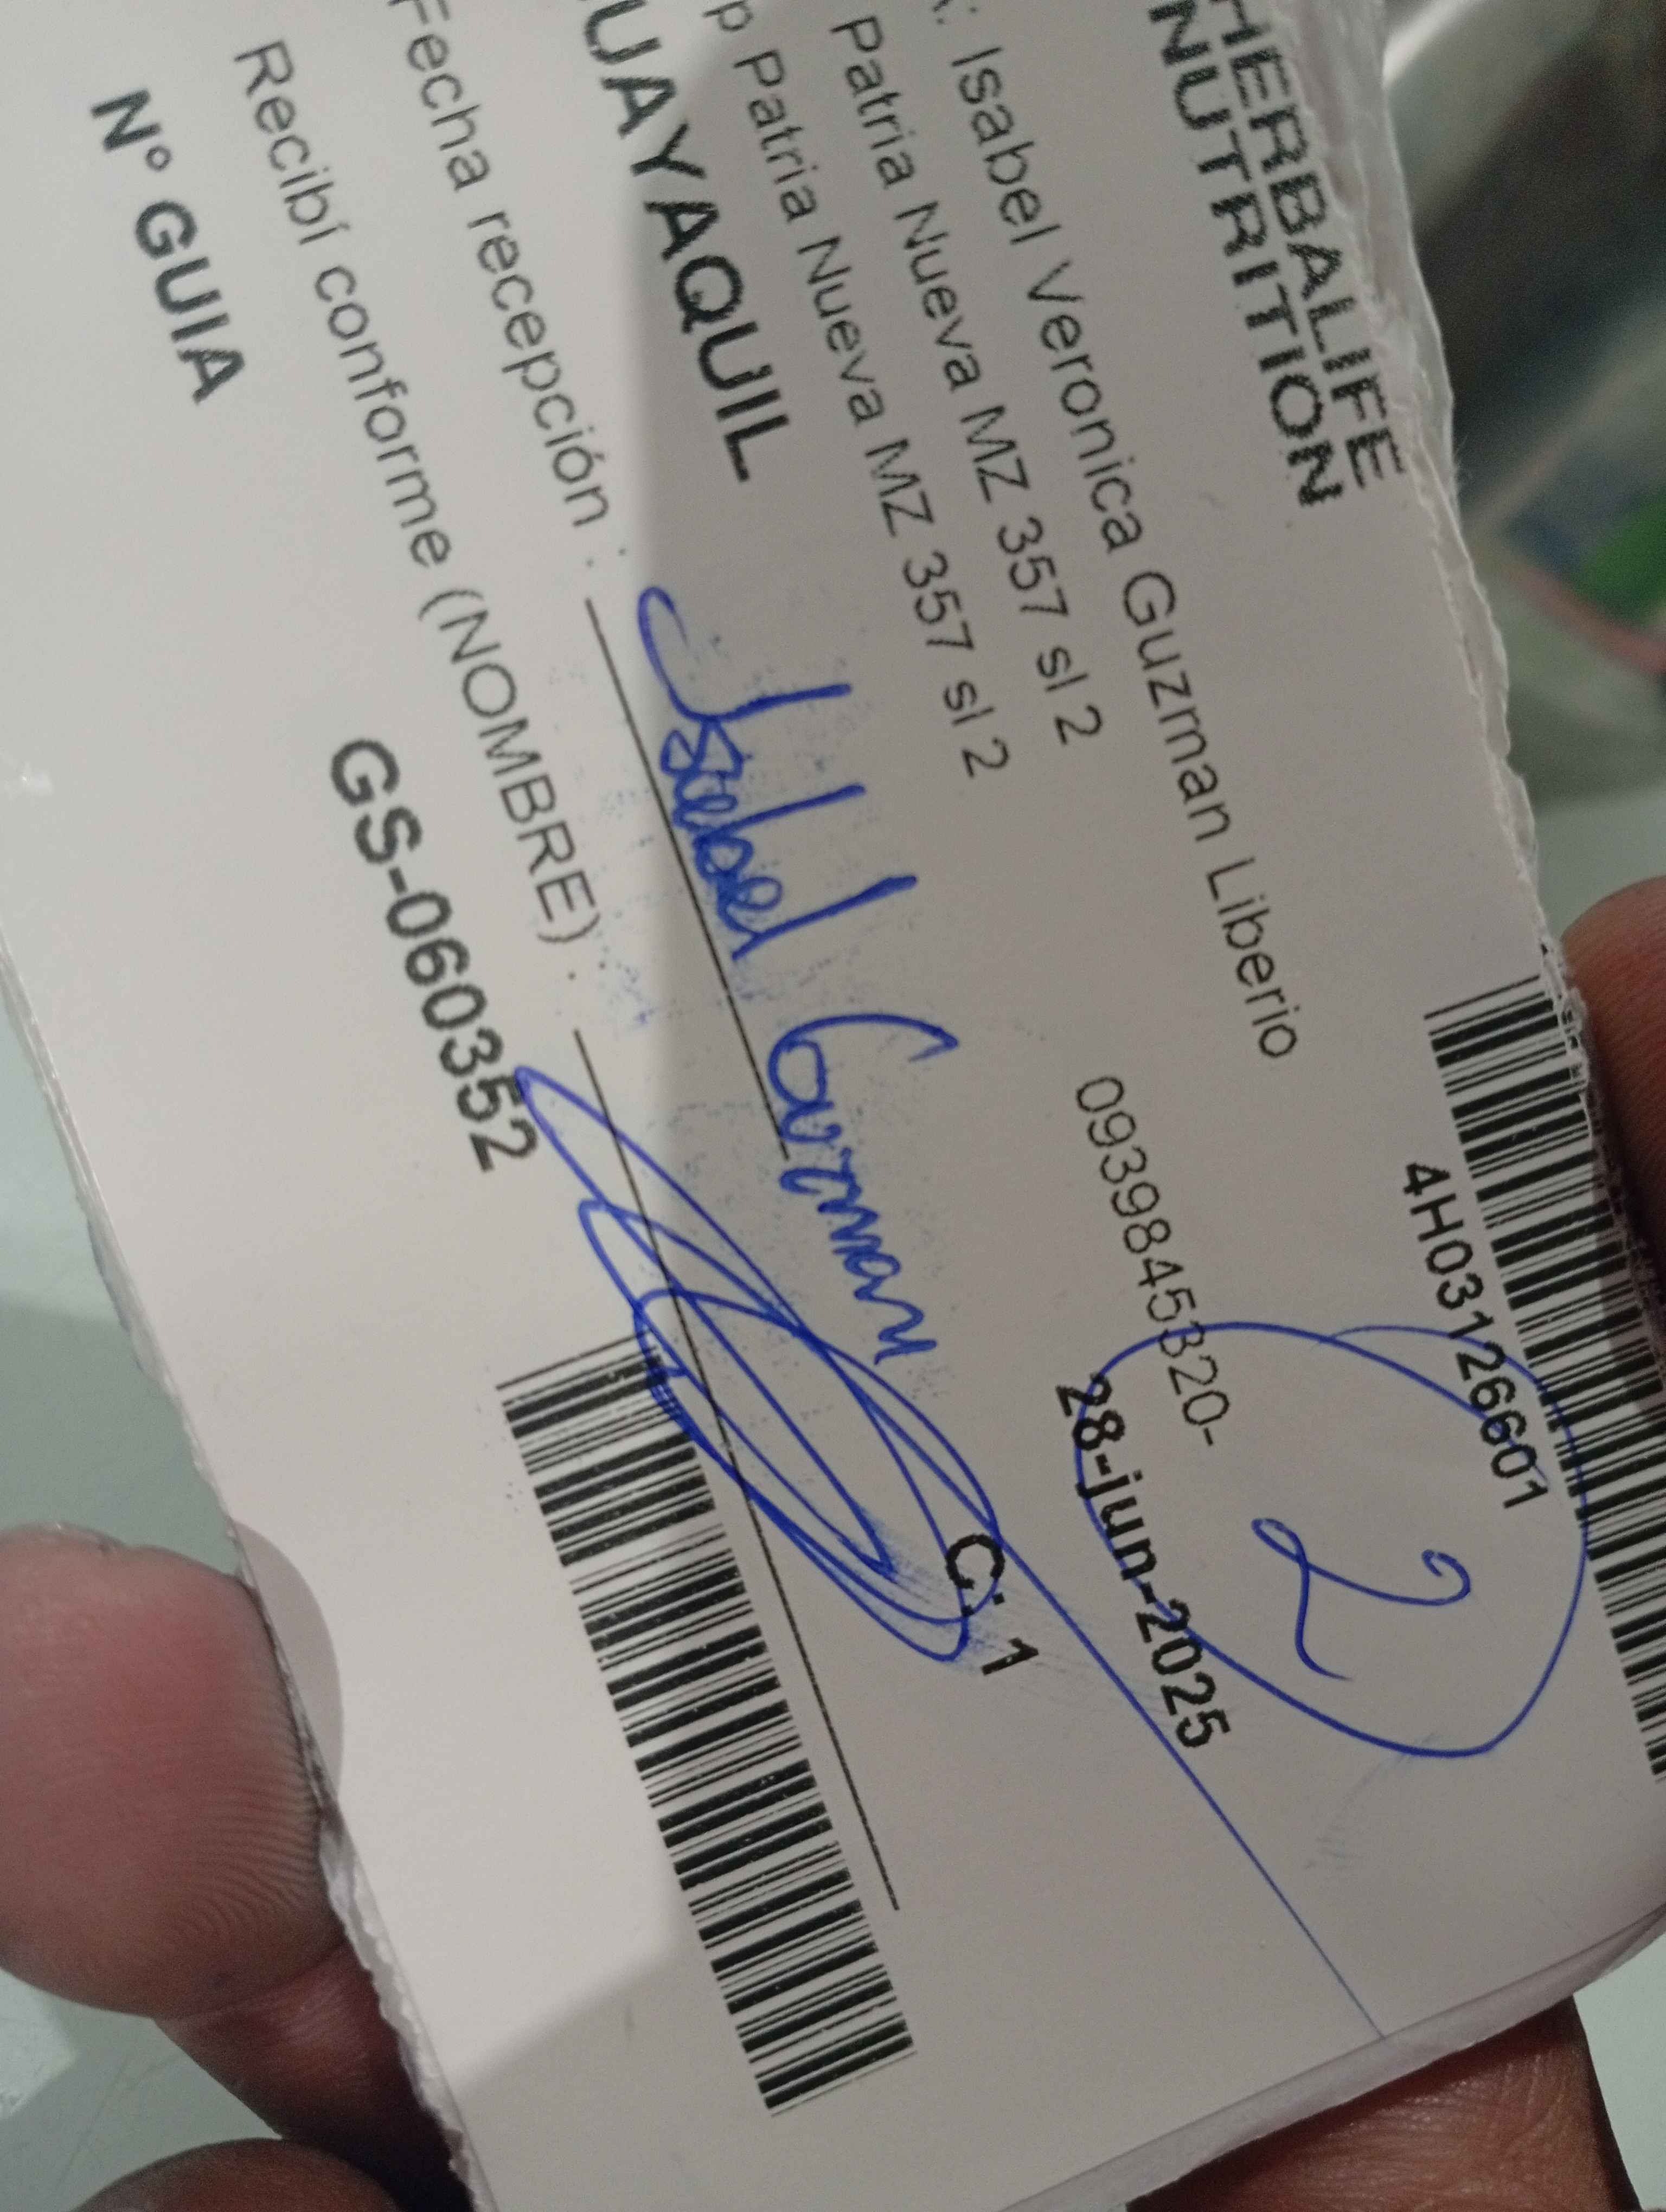 HERBALIFE
NUTRITION
4H03126601
2
: Isabel Veronica Guzman Liberio
Patria Nueva MZ 357 sl 2
0939845320-
p Patria Nueva MZ 357 sl 2
28-jun-2025
UAYAQUIL
C: 1
Isabel Guzman
Fecha recepción :
Recibí conforme (NOMBRE) :
N° GUIA
GS-060352